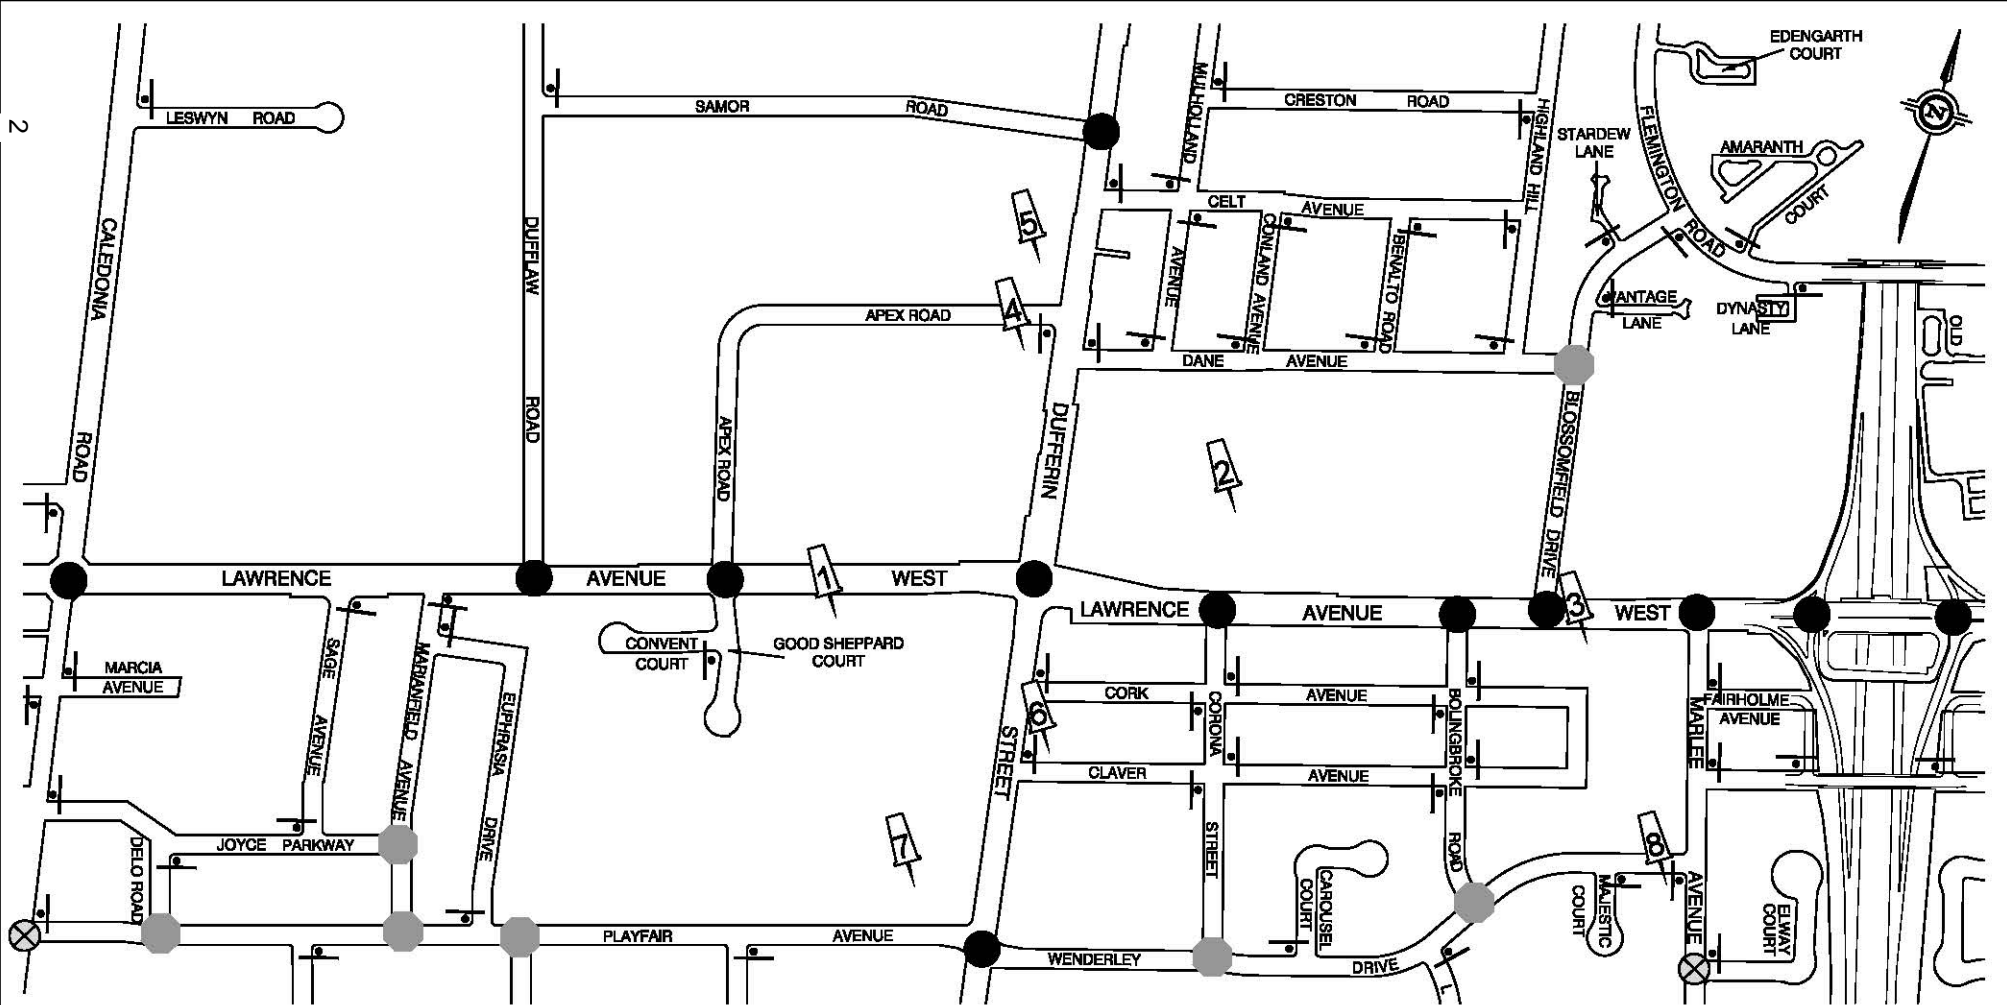 EDENGARTH
COURT
2
LESWYN ROAD
SAMOR ROAD
MULHOLLAND
CRESTON ROAD
HIGHLAND HILL
STARDEW
LANE
FLEMINGTON ROAD
AMARANTH
COURT
N
CALEDONIA
ROAD
DUFFLAW
ROAD
5
CELT AVENUE
AVENUE
CONLAND AVENUE
BENALTO ROAD
VANTAGE
LANE
DYNASTY
LANE
OLD
APEX ROAD
4
DANE AVENUE
APEX ROAD
DUFFERIN
2
BLOSSOMFIELD DRIVE
LAWRENCE AVENUE WEST
1
3
LAWRENCE AVENUE WEST
SAGE
AVENUE
MARIANFIELD AVENUE
EUPHRASIA DRIVE
CONVENT
COURT
GOOD SHEPPARD
COURT
MARCIA
AVENUE
6
CORK AVENUE
CORONA
BOLINGBROKE
MARLEE
FAIRHOLME
AVENUE
STREET
CLAVER AVENUE
STREET
ROAD
JOYCE PARKWAY
DELO ROAD
7
8
CAROUSEL
COURT
MAJESTIC
COURT
AVENUE
ELWAY
COURT
PLAYFAIR AVENUE
WENDERLEY DRIVE
L